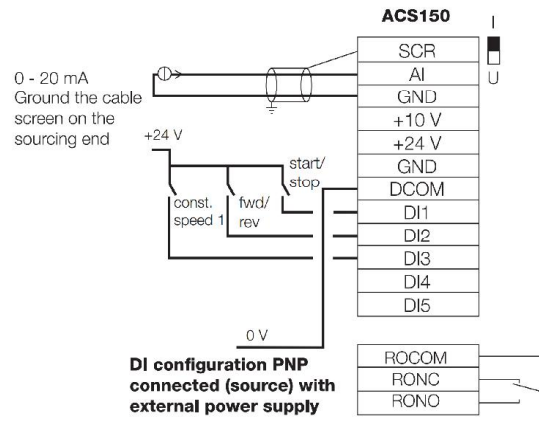 ACS150
I
SCR
0 - 20 mA
AI
U
Ground the cable
GND
screen on the
+10 V
sourcing end
+24 V
+24 V
start/
GND
stop
DCOM
const.
fwd/
DI1
speed 1
rev
DI2
DI3
DI4
DI5
0 V
DI configuration PNP
connected (source) with
external power supply
ROCOM
RONC
RONO